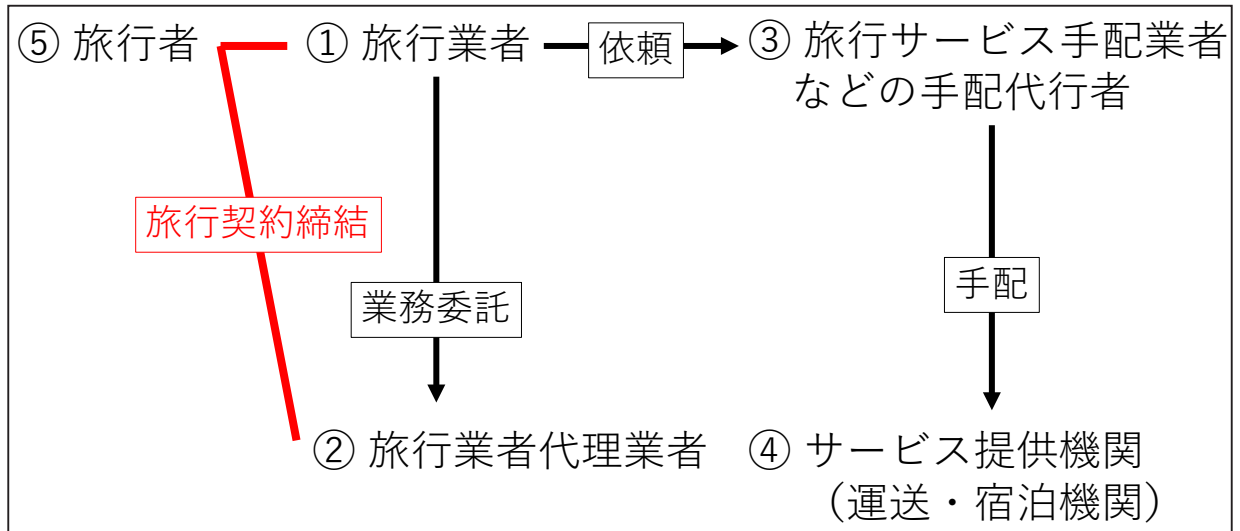 ⑤ 旅行者
① 旅行業者
依頼
③ 旅行サービス手配業者
などの手配代行者
旅行契約締結
業務委託
手配
② 旅行業者代理業者
④ サービス提供機関
（運送・宿泊機関）